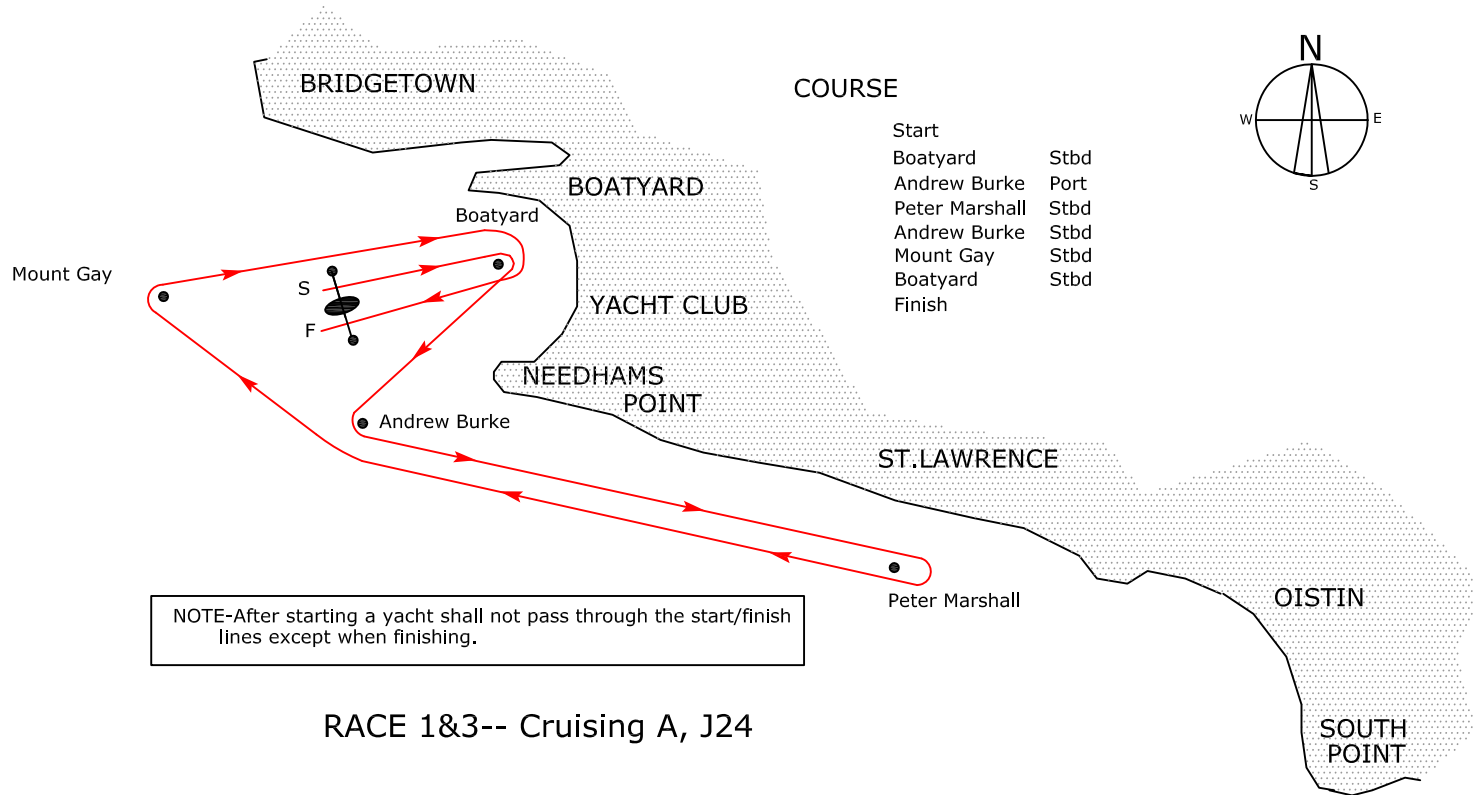 BRIDGETOWN
COURSE
N
W
E
S
Start
Boatyard Stbd
Andrew Burke Port
Peter Marshall Stbd
Andrew Burke Stbd
Mount Gay Stbd
Boatyard Stbd
Finish
BOATYARD
Boatyard
Mount Gay
S
F
YACHT CLUB
NEEDHAMS
POINT
Andrew Burke
ST.LAWRENCE
Peter Marshall
OISTIN
NOTE-After starting a yacht shall not pass through the start/finish
lines except when finishing.
RACE 1&3-- Cruising A, J24
SOUTH
POINT